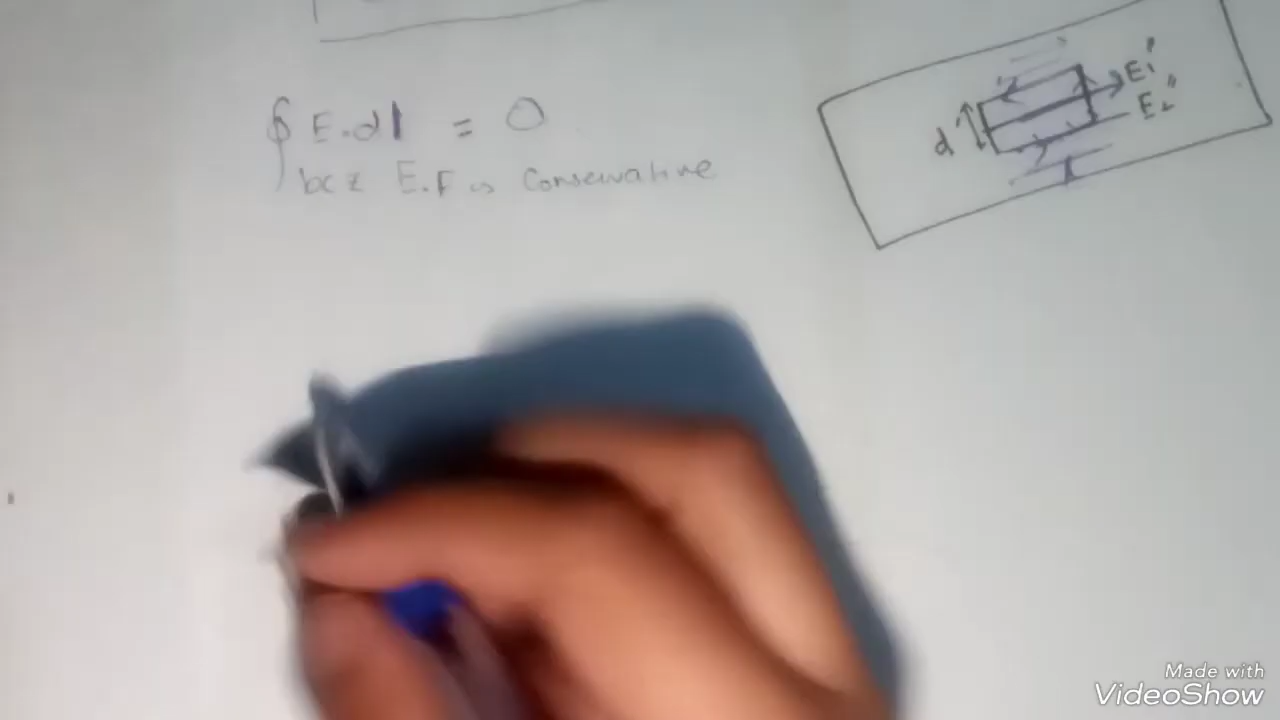 ∮ E.dl = 0
bcz E.F is Conservative
d
E1"
E2"
Made with
VideoShow